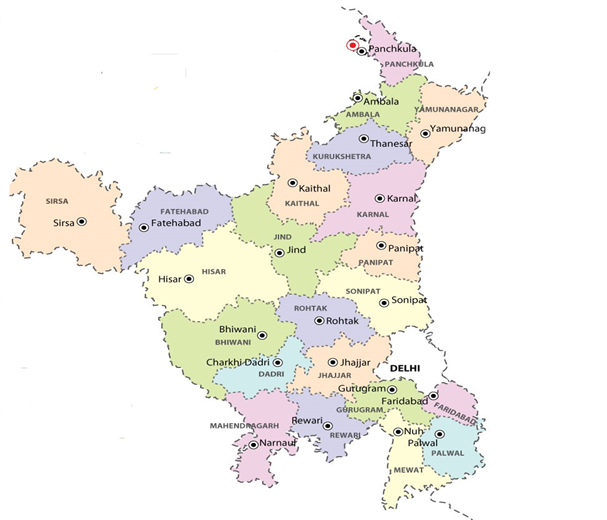 Panchkula
PANCHKULA
Ambala
AMBALA
YAMUNANAGAR
Yamunanag
Thanesar
KURUKSHETRA
Kaithal
KAITHAL
Karnal
KARNAL
SIRSA
Sirsa
FATEHABAD
Fatehabad
JIND
Jind
Panipat
PANIPAT
HISAR
Hisar
SONIPAT
Sonipat
ROHTAK
Rohtak
Bhiwani
BHIWANI
Charkhi Dadri
DADRI
Jhajjar
JHAJJAR
DELHI
Gurugram
GURUGRAM
Faridabad
FARIDABAD
MAHENDRAGARH
Narnaul
Rewari
REWARI
Nuh
MEWAT
Palwal
PALWAL